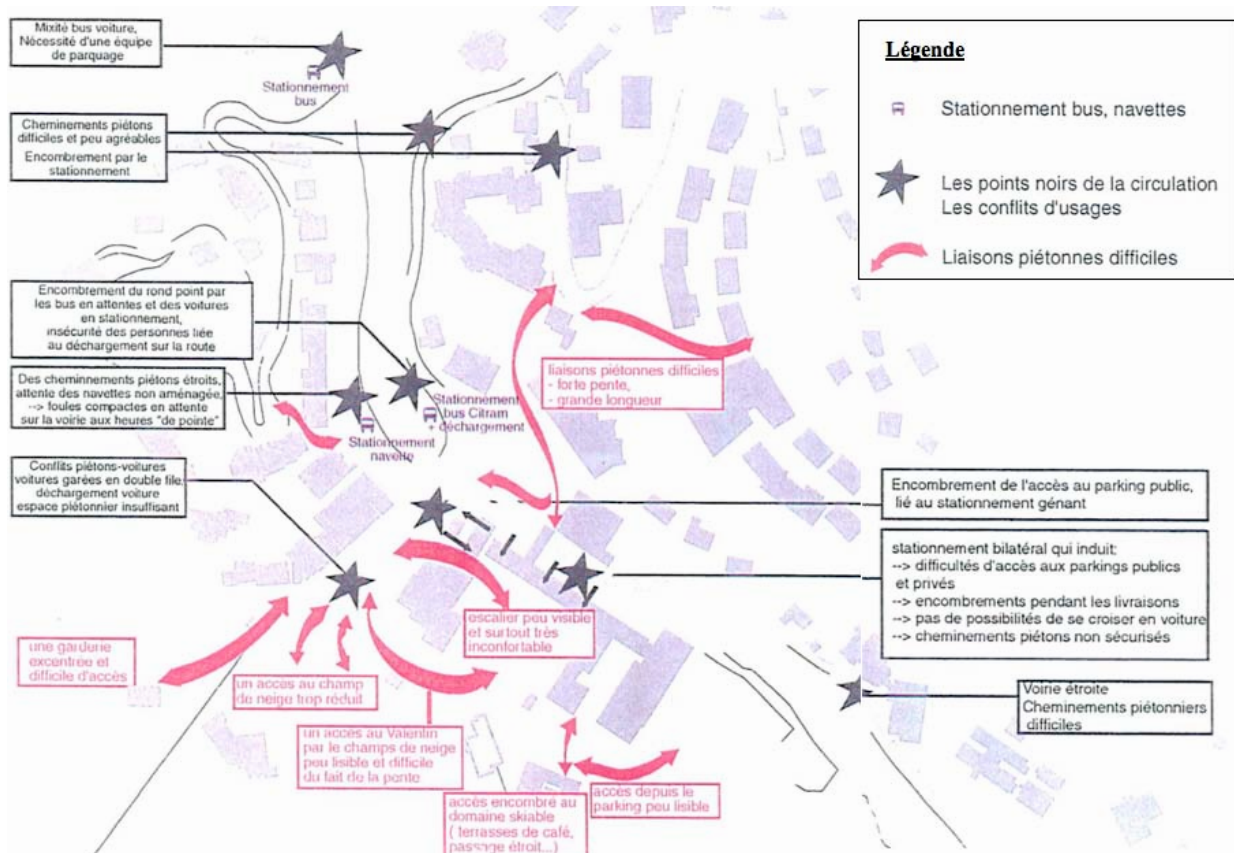 Mixité bus voiture,
Nécessité d'une équipe
de parquage
Stationnement
bus
Cheminements piétons
difficiles et peu agréables
Encombrement par le
stationnement
Légende
Stationnement bus, navettes
Les points noirs de la circulation
Les conflits d'usages
Liaisons piétonnes difficiles
Encombrement du rond point par
les bus en attentes et des voitures
en stationnement,
insécurité des personnes liée
au déchargement sur la route
Des cheminnements piétons étroits,
attente des navettes non aménagée,
--> foules compactes en attente
sur la voirie aux heures "de pointe"
Stationnement
bus Citram
+ déchargement
Stationnement
navette
liaisons piétonnes difficiles
- forte pente,
- grande longueur
Conflits piétons-voitures
voitures garées en double file,
déchargement voiture
espace piétonnier insuffisant
Encombrement de l'accès au parking public,
lié au stationnement génant
stationnement bilatéral qui induit:
--> difficultés d'accès aux parkings publics
et privés
--> encombrements pendant les livraisons
--> pas de possibilités de se croiser en voiture
--> cheminements piétons non sécurisés
Voirie étroite
Cheminements piétonniers
difficiles
une garderie
excentrée et
difficile d'accès
un accès au champ
de neige trop réduit
escalier peu visible
et surtout très
inconfortable
un accès au Valentin
par le champs de neige
peu lisible et difficile
du fait de la pente
accès encombré au
domaine skiable
( terrasses de café,
passage étroit...)
accès depuis le
parking peu lisible